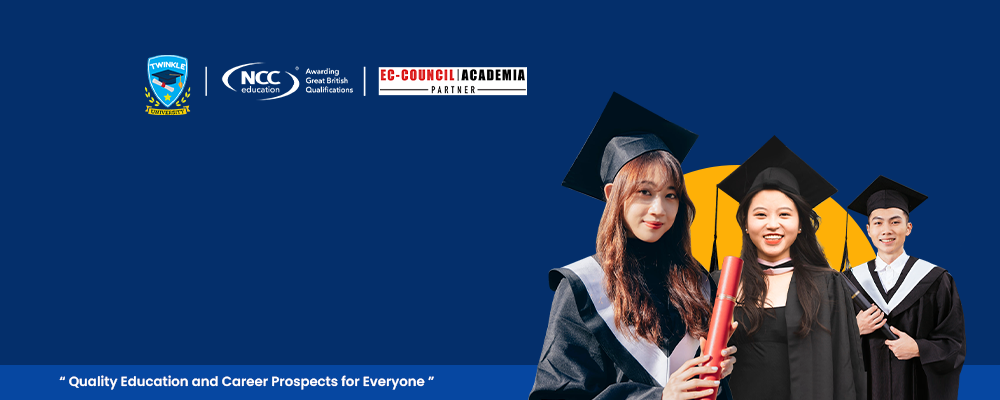 TWINKLE
UNIVERSITY
NCC®
education
Awarding
Great British
Qualifications
EC-COUNCIL | ACADEMIA
PARTNER
“ Quality Education and Career Prospects for Everyone ”